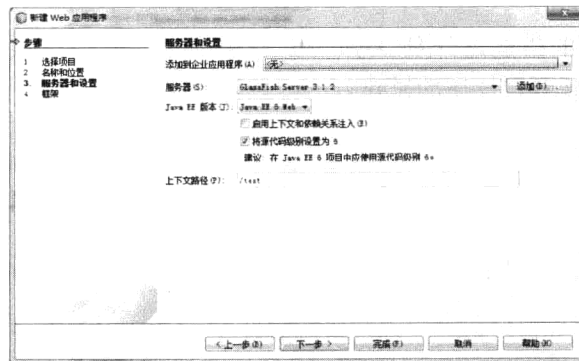 新建 Web 应用程序
步骤
1 选择项目
2 名称和位置
3. 服务器和设置
4 框架
服务器和设置
添加到企业应用程序(A) <无>
服务器(S) GlassFish Server 3.1.2 添加(D)...
Java EE 版本(J): Java EE 6 Web
启用上下文和依赖关系注入(E)
将源代码级别设置为 6
建议 在 Java EE 6 项目中应使用源代码级别 6。
上下文路径(P): /test
< 上一步(B) 下一步 > 完成(F) 取消 帮助(H)